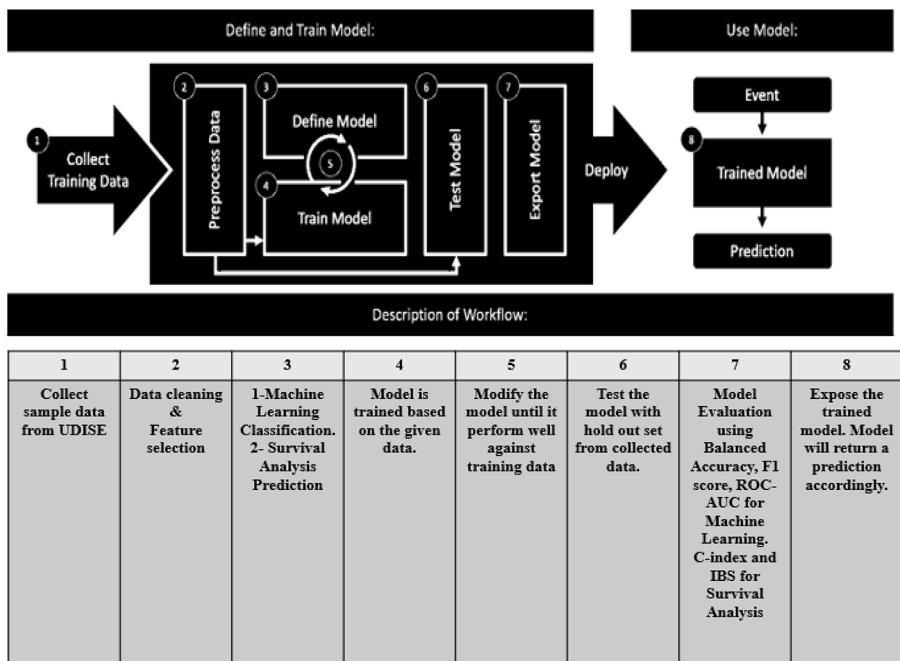 Define and Train Model:
Use Model:
1
Collect
Training Data
2
Preprocess Data
3
Define Model
5
4
Train Model
6
Test Model
7
Export Model
Deploy
Event
8
Trained Model
Prediction
Description of Workflow:
1
2
3
4
5
6
7
8
Collect
sample data
from UDISE
Data cleaning
&
Feature
selection
1-Machine
Learning
Classification.
2- Survival
Analysis
Prediction
Model is
trained based
on the given
data.
Modify the
model until it
perform well
against
training data
Test the
model with
hold out set
from collected
data.
Model
Evaluation
using
Balanced
Accuracy, F1
score, ROC-
AUC for
Machine
Learning.
C-index and
IBS for
Survival
Analysis
Expose the
trained
model. Model
will return a
prediction
accordingly.